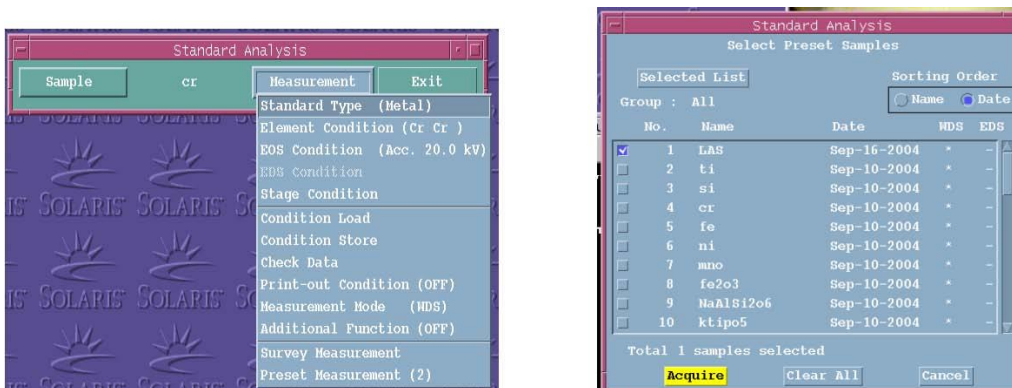 Standard Analysis
Sample cr Measurement Exit
Standard Type (Metal)
Element Condition (Cr Cr )
EOS Condition (Acc. 20.0 kV)
EDS Condition
Stage Condition
Condition Load
Condition Store
Check Data
Print-out Condition (OFF)
Measurement Mode (WDS)
Additional Function (OFF)
Survey Measurement
Preset Measurement (2)
SOLARIS SOLARIS
SOLARIS SOLARIS
Standard Analysis
Select Preset Samples
Selected List Sorting Order
Group : All Name Date
No. Name Date WDS EDS
1 LAS Sep-16-2004 * -
2 ti Sep-10-2004 * -
3 si Sep-10-2004 * -
4 cr Sep-10-2004 * -
5 fe Sep-10-2004 * -
6 ni Sep-10-2004 * -
7 mno Sep-10-2004 * -
8 fe2o3 Sep-10-2004 * -
9 NaAlSi2o6 Sep-10-2004 * -
10 ktipo5 Sep-10-2004 * -
Total 1 samples selected
Acquire Clear All Cancel